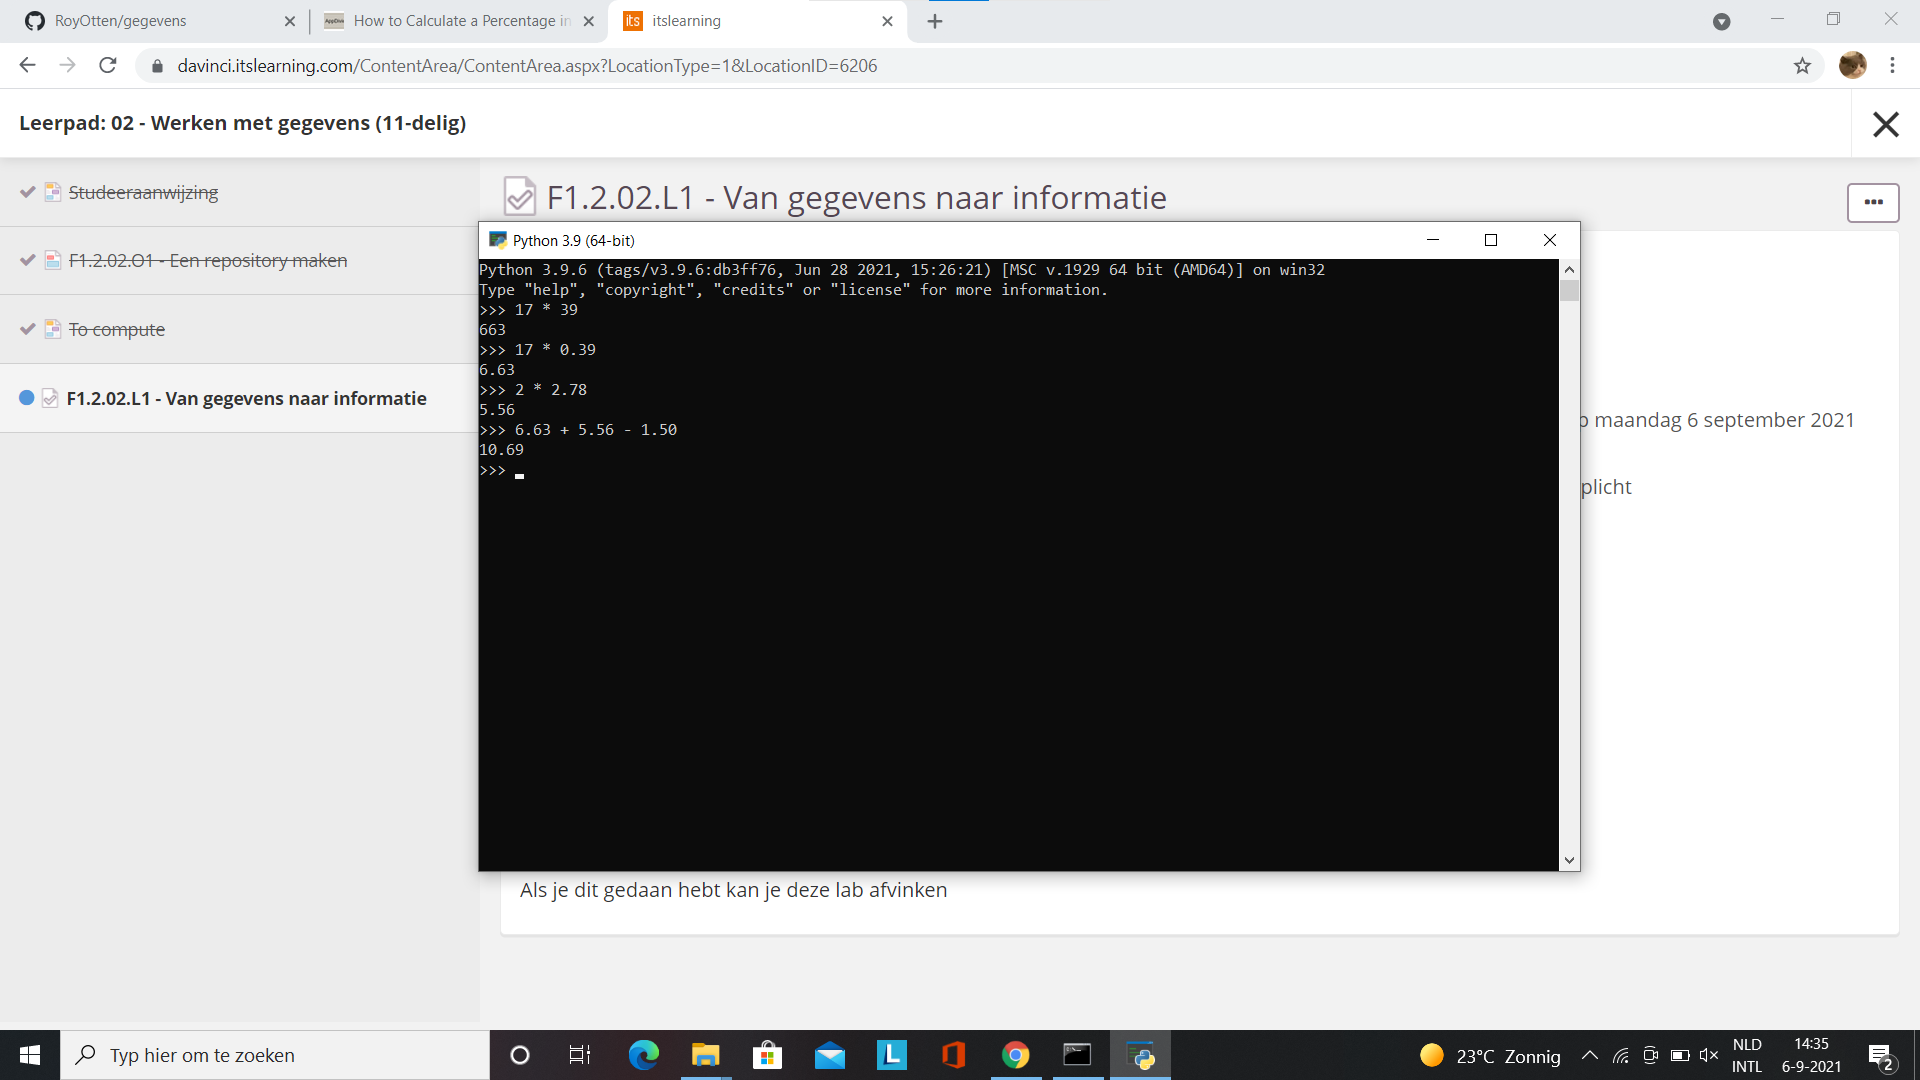 RoyOtten/gegevens
How to Calculate a Percentage in
its itslearning
davinci.itslearning.com/ContentArea/ContentArea.aspx?LocationType=1&LocationID=6206
Leerpad: 02 - Werken met gegevens (11-delig)
Studeeraanwijzing
F1.2.02.O1 - Een repository maken
To compute
F1.2.02.L1 - Van gegevens naar informatie
F1.2.02.L1 - Van gegevens naar informatie
Python 3.9 (64-bit)
Python 3.9.6 (tags/v3.9.6:db3ff76, Jun 28 2021, 15:26:21) [MSC v.1929 64 bit (AMD64)] on win32
Type "help", "copyright", "credits" or "license" for more information.
>>> 17 * 39
663
>>> 17 * 0.39
6.63
>>> 2 * 2.78
5.56
>>> 6.63 + 5.56 - 1.50
10.69
>>>
p maandag 6 september 2021
plicht
Als je dit gedaan hebt kan je deze lab afvinken
Typ hier om te zoeken
L
23°C Zonnig
NLD
INTL
14:35
6-9-2021
2